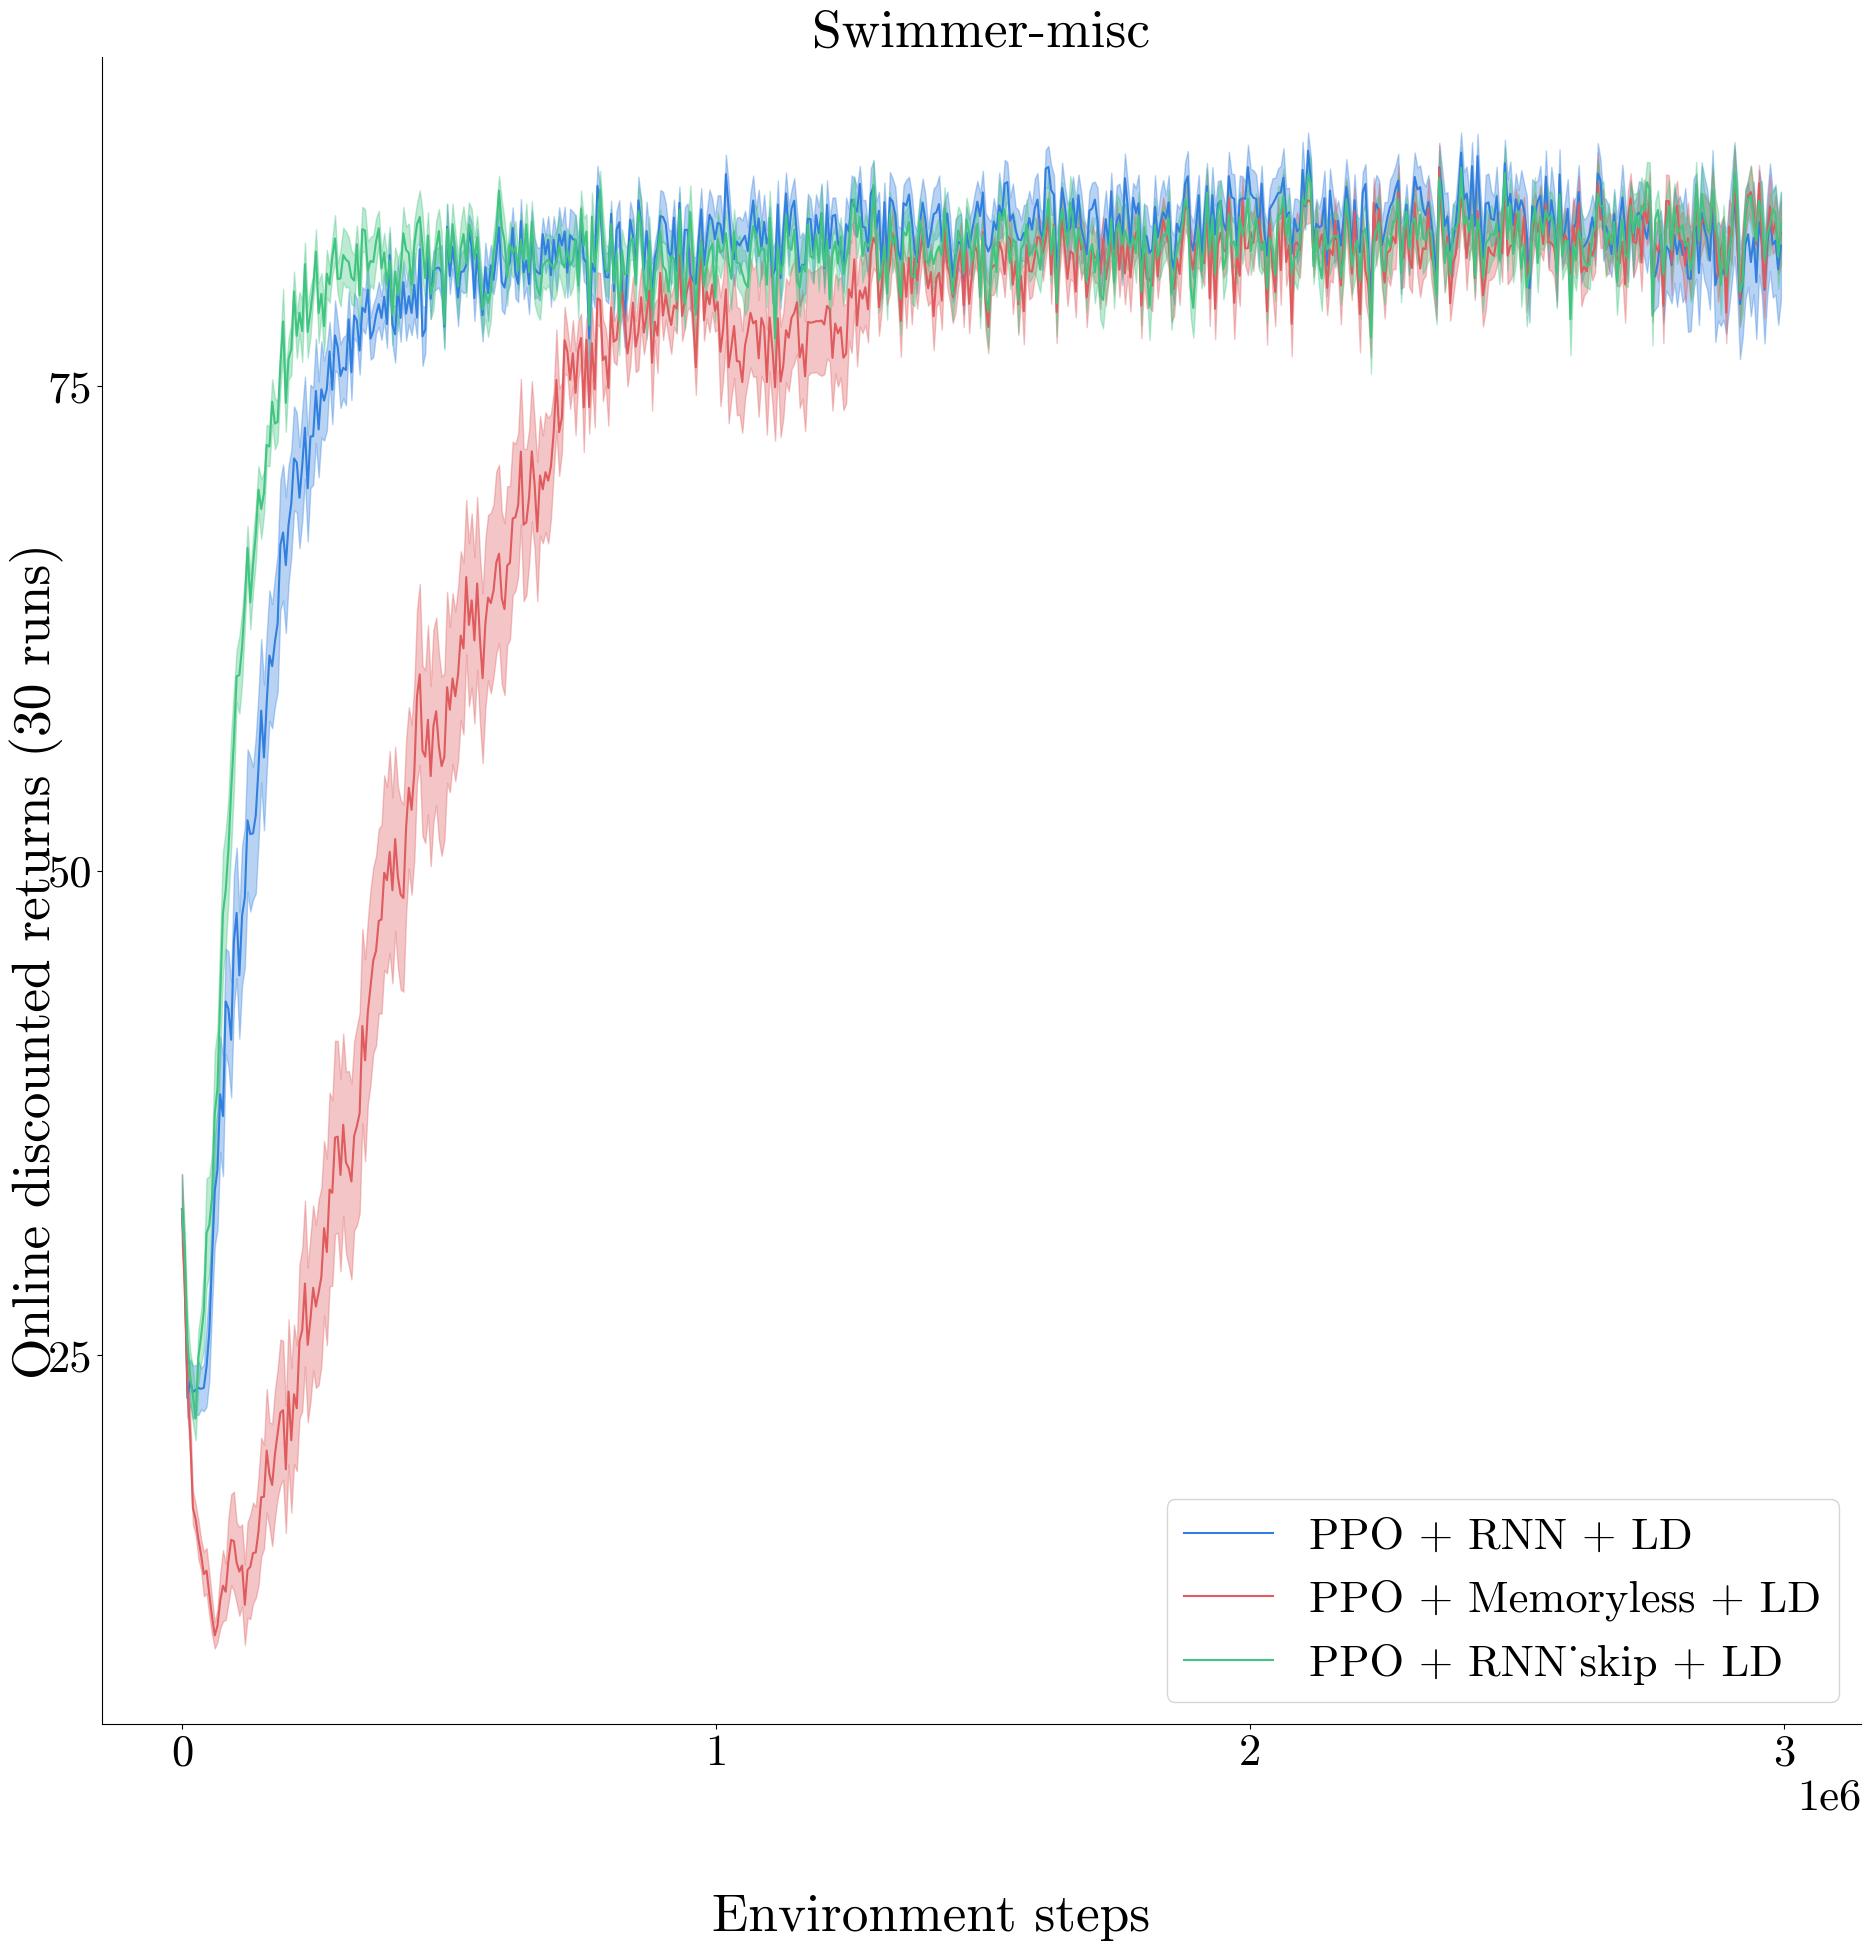 Swimmer-misc
Online discounted returns (30 runs)
75
50
25
PPO + RNN + LD
PPO + Memoryless + LD
PPO + RNN˙skip + LD
0 1 2 3
1e6
Environment steps